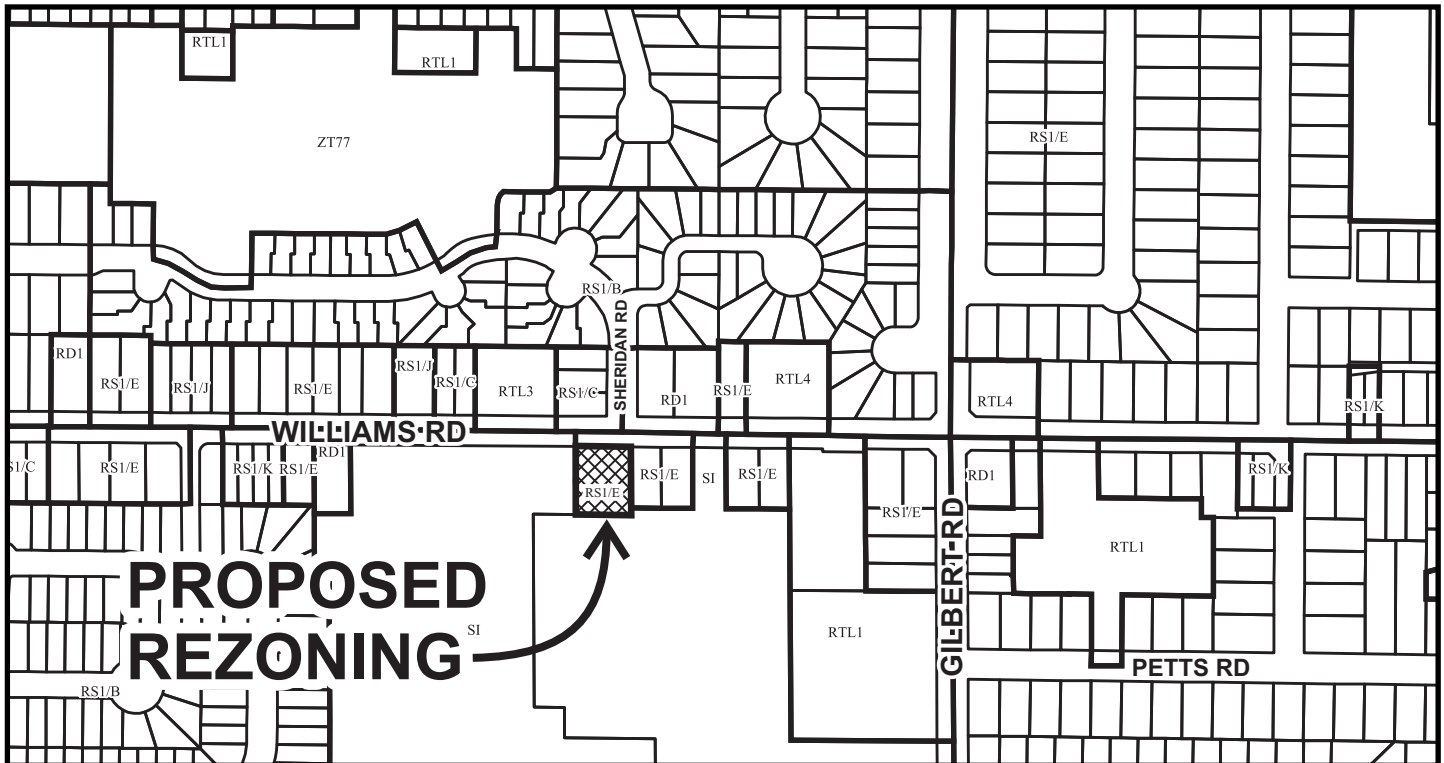 RTL1
RTL1
ZT77
RS1/E
RS1/B
SHERIDAN RD
RD1
RS1/E
RS1/J
RS1/E
RS1/J
RS1/C
RTL3
RS1/C
RD1
RS1/E
RTL4
RTL4
RS1/K
WILLIAMS RD
S1/C
RS1/E
RS1/K
RS1/E
RD1
RS1/E
RS1/E
SI
RS1/E
RS1/E
RD1
RS1/K
GILBERT RD
RTL1
PROPOSED
REZONING
SI
RTL1
PETTS RD
RS1/B